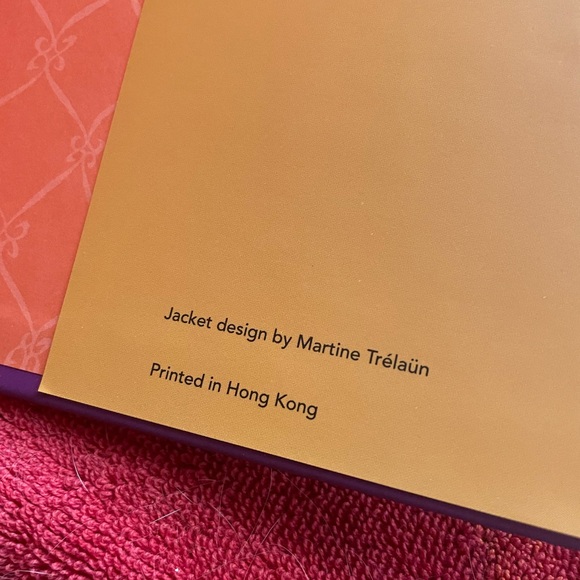 Jacket design by Martine Trélaün
Printed in Hong Kong